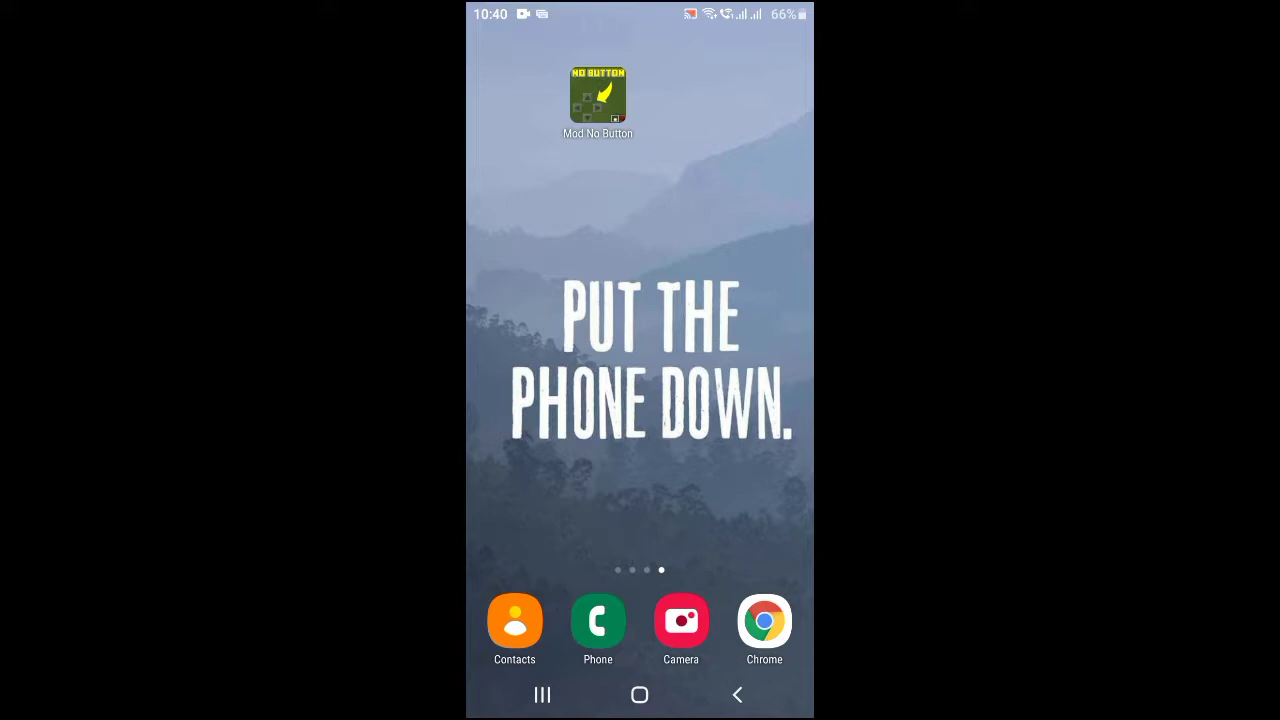 10:40
66%
NO BUTTON
Mod No Button
PUT THE
PHONE DOWN.
Contacts
Phone
Camera
Chrome